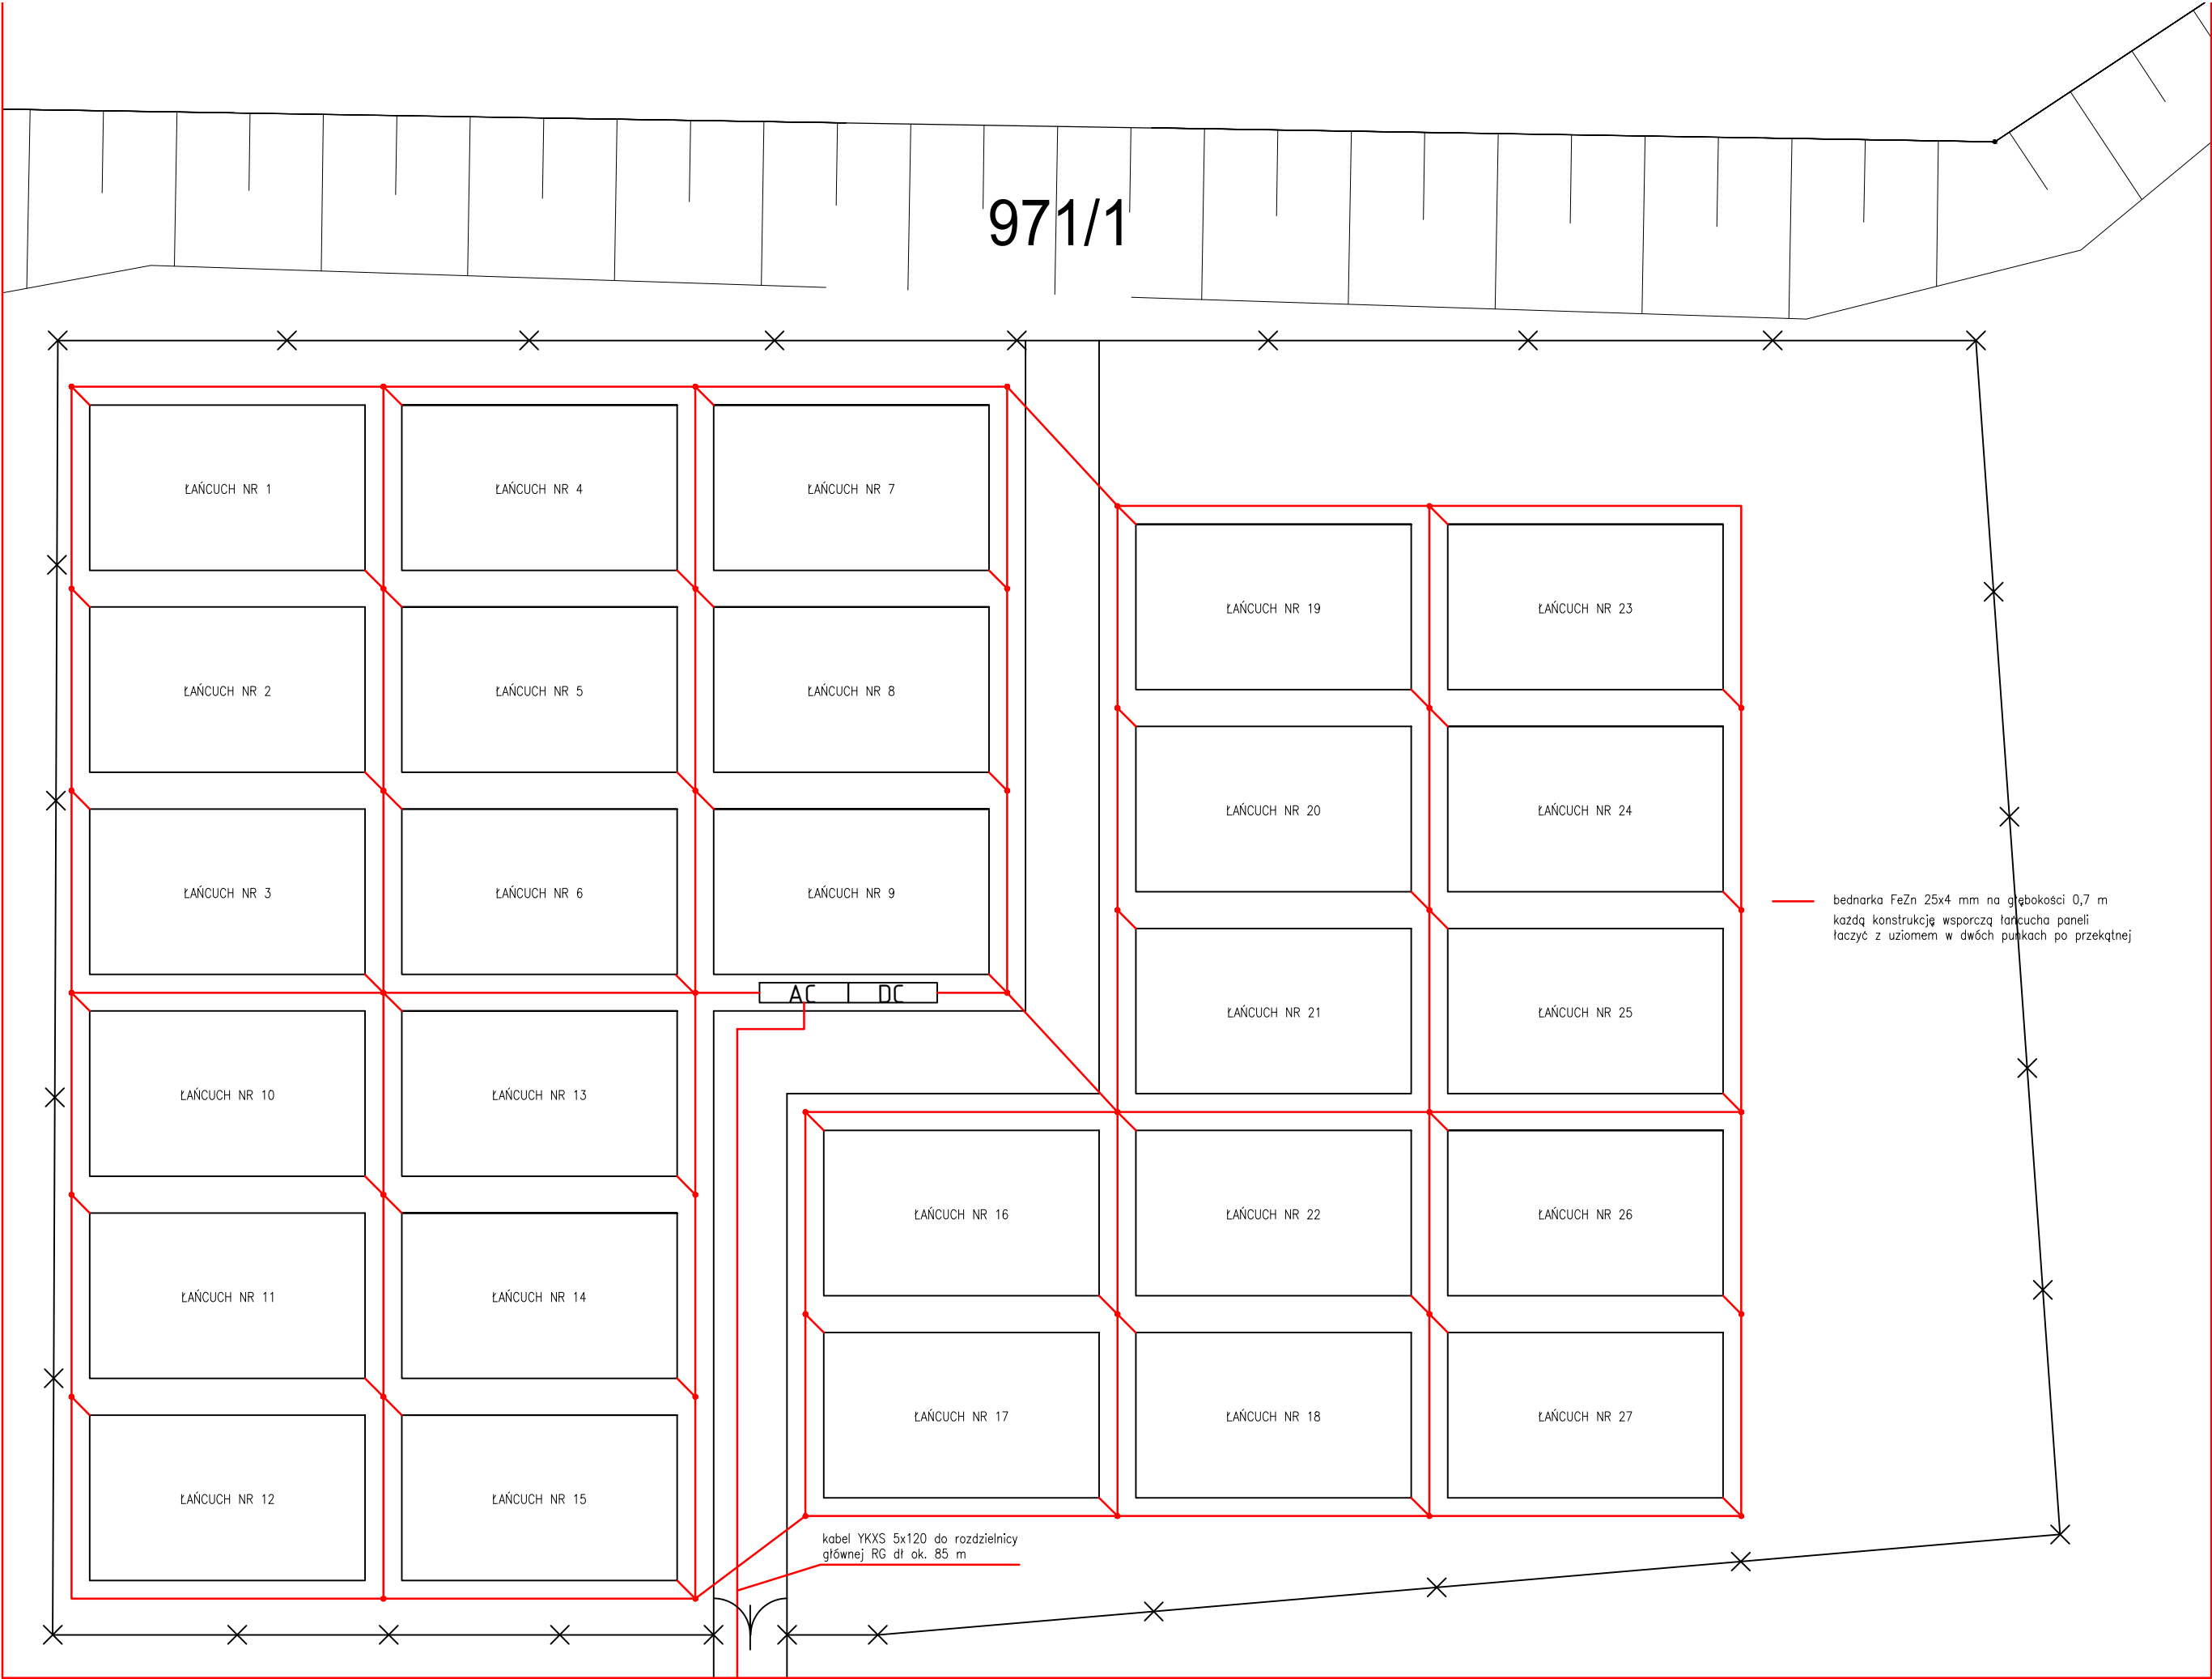 971/1
ŁAŃCUCH NR 1
ŁAŃCUCH NR 4
ŁAŃCUCH NR 7
ŁAŃCUCH NR 19
ŁAŃCUCH NR 23
ŁAŃCUCH NR 2
ŁAŃCUCH NR 5
ŁAŃCUCH NR 8
ŁAŃCUCH NR 20
ŁAŃCUCH NR 24
ŁAŃCUCH NR 3
ŁAŃCUCH NR 6
ŁAŃCUCH NR 9
bednarka FeZn 25x4 mm na głębokości 0,7 m
każdą konstrukcję wsporczą łańcucha paneli
łaczyć z uziomem w dwóch punkach po przekątnej
AC DC
ŁAŃCUCH NR 21
ŁAŃCUCH NR 25
ŁAŃCUCH NR 10
ŁAŃCUCH NR 13
ŁAŃCUCH NR 16
ŁAŃCUCH NR 22
ŁAŃCUCH NR 26
ŁAŃCUCH NR 11
ŁAŃCUCH NR 14
ŁAŃCUCH NR 17
ŁAŃCUCH NR 18
ŁAŃCUCH NR 27
ŁAŃCUCH NR 12
ŁAŃCUCH NR 15
kabel YKXS 5x120 do rozdzielnicy
głównej RG dł ok. 85 m